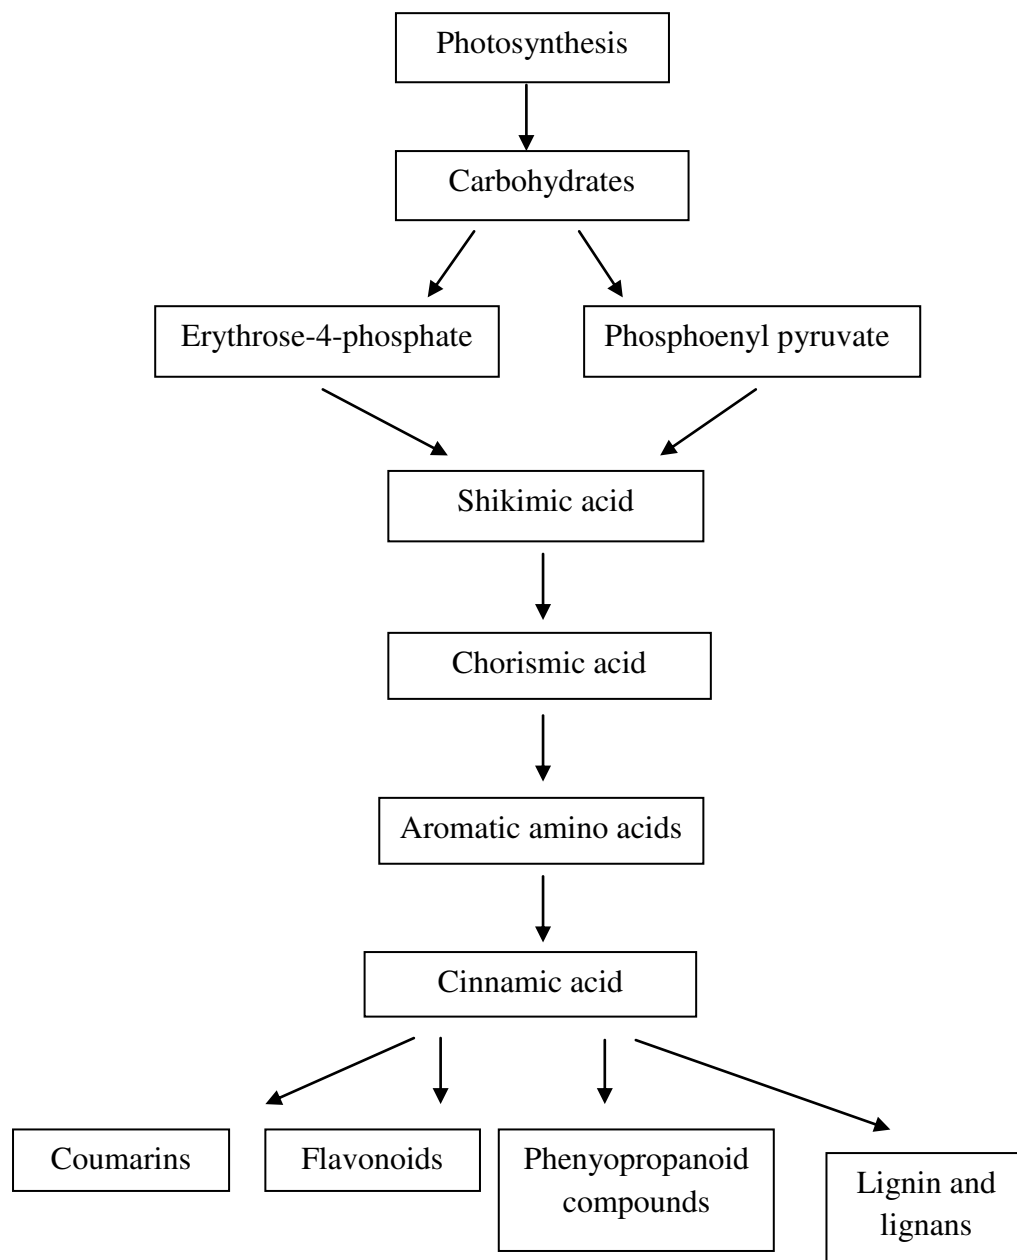 Photosynthesis
Carbohydrates
Erythrose-4-phosphate
Phosphoenyl pyruvate
Shikimic acid
Chorismic acid
Aromatic amino acids
Cinnamic acid
Coumarins
Flavonoids
Phenyopropanoid
compounds
Lignin and
lignans